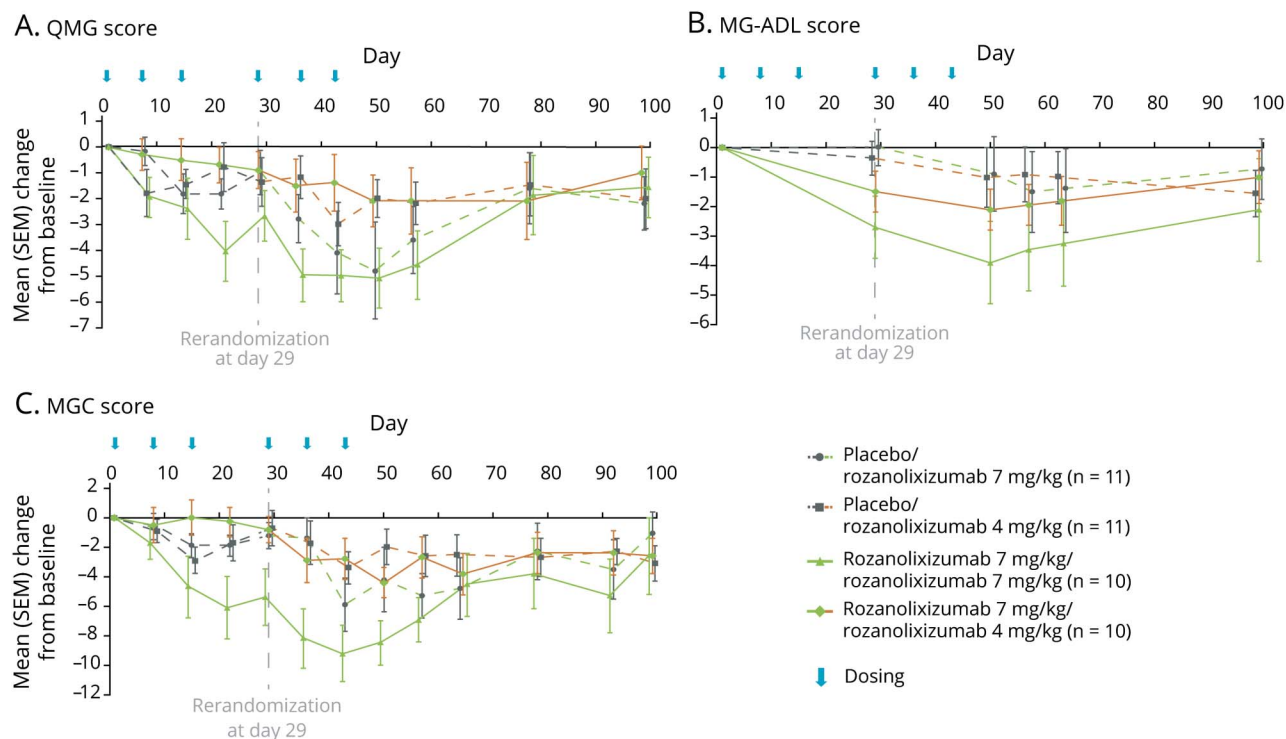 A. QMG score
Day
0 10 20 30 40 50 60 70 80 90 100
1
0
–1
–2
–3
–4
–5
–6
–7
Mean (SEM) change
from baseline
Rerandomization
at day 29
B. MG-ADL score
Day
0 10 20 30 40 50 60 70 80 90 100
1
0
–1
–2
–3
–4
–5
–6
Rerandomization
at day 29
C. MGC score
Day
0 10 20 30 40 50 60 70 80 90 100
2
0
–2
–4
–6
–8
–10
–12
Mean (SEM) change
from baseline
Rerandomization
at day 29
Placebo/
rozanolixizumab 7 mg/kg (n = 11)
Placebo/
rozanolixizumab 4 mg/kg (n = 11)
Rozanolixizumab 7 mg/kg/
rozanolixizumab 7 mg/kg (n = 10)
Rozanolixizumab 7 mg/kg/
rozanolixizumab 4 mg/kg (n = 10)
Dosing